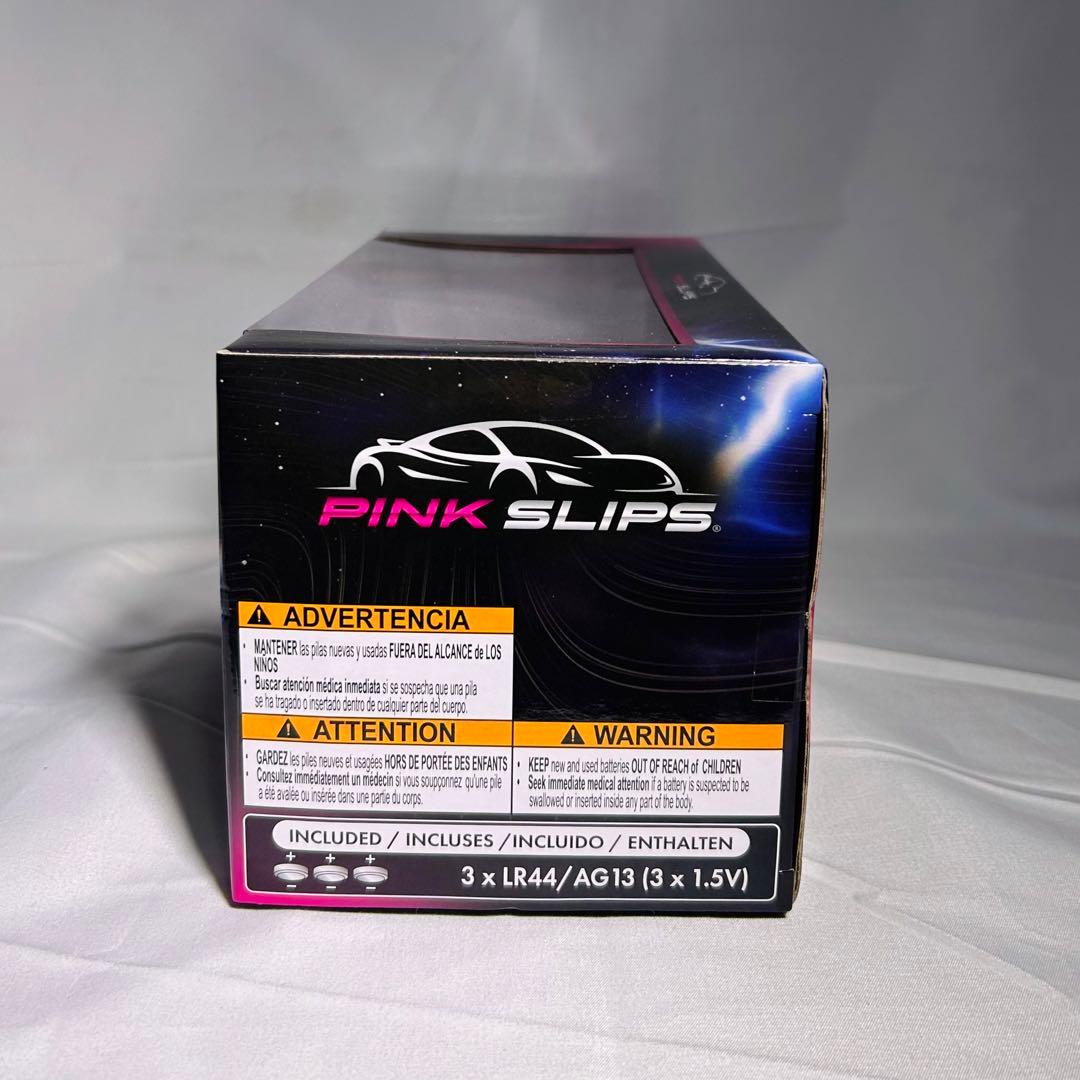 PINK SLIPS
PINK SLIPS®
⚠ ADVERTENCIA
• MANTENER las pilas nuevas y usadas FUERA DEL ALCANCE de LOS
NIÑOS
• Buscar atención médica inmediata si se sospecha que una pila
se ha tragado o insertado dentro de cualquier parte del cuerpo.
⚠ ATTENTION
• GARDEZ les piles neuves et usagées HORS DE PORTÉE DES ENFANTS
• Consultez immédiatement un médecin si vous soupçonnez qu'une pile
a été avalée ou insérée dans une partie du corps.
⚠ WARNING
• KEEP new and used batteries OUT OF REACH of CHILDREN
• Seek immediate medical attention if a battery is suspected to be
swallowed or inserted inside any part of the body.
INCLUDED / INCLUSES /INCLUIDO / ENTHALTEN
+ + +
- - -
3 x LR44/AG13 (3 x 1.5V)